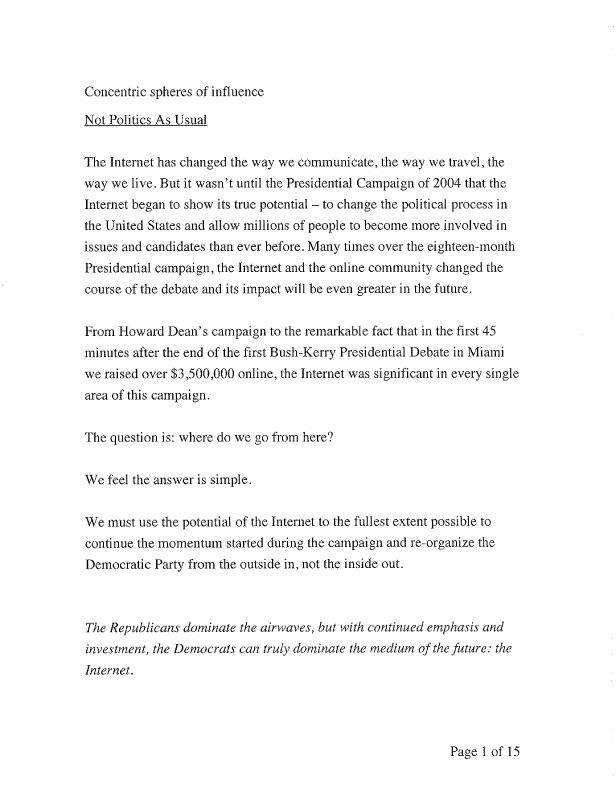 Concentric spheres of influence
Not Politics As Usual
The Internet has changed the way we communicate, the way we travel, the
way we live. But it wasn't until the Presidential Campaign of 2004 that the
Internet began to show its true potential – to change the political process in
the United States and allow millions of people to become more involved in
issues and candidates than ever before. Many times over the eighteen-month
Presidential campaign, the Internet and the online community changed the
course of the debate and its impact will be even greater in the future.
From Howard Dean's campaign to the remarkable fact that in the first 45
minutes after the end of the first Bush-Kerry Presidential Debate in Miami
we raised over $3,500,000 online, the Internet was significant in every single
area of this campaign.
The question is: where do we go from here?
We feel the answer is simple.
We must use the potential of the Internet to the fullest extent possible to
continue the momentum started during the campaign and re-organize the
Democratic Party from the outside in, not the inside out.
The Republicans dominate the airwaves, but with continued emphasis and
investment, the Democrats can truly dominate the medium of the future: the
Internet.
Page 1 of 15